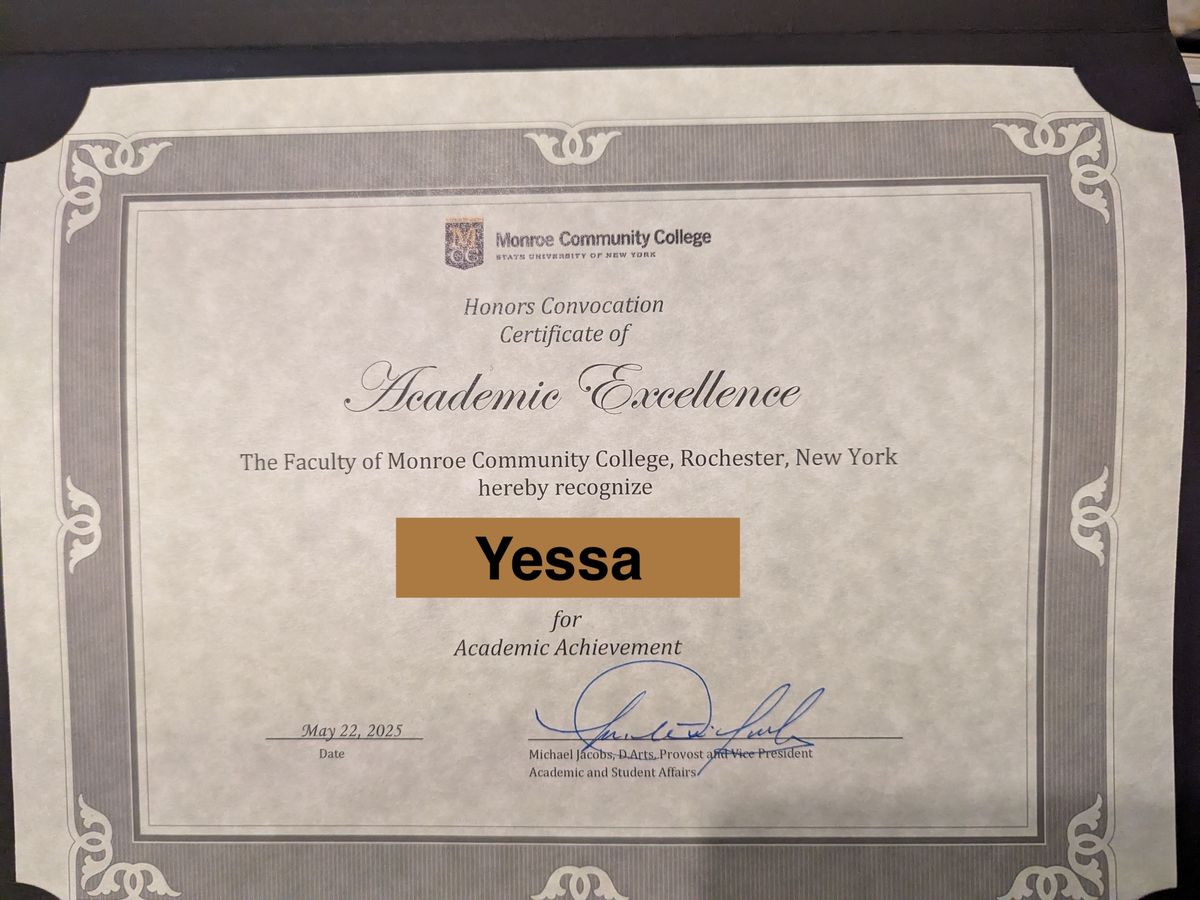 MCC
Monroe Community College
STATE UNIVERSITY OF NEW YORK
Honors Convocation
Certificate of
Academic Excellence
The Faculty of Monroe Community College, Rochester, New York
hereby recognize
Yessa
for
Academic Achievement
May 22, 2025
Date
Michael Jacobs, D.Arts, Provost and Vice President
Academic and Student Affairs